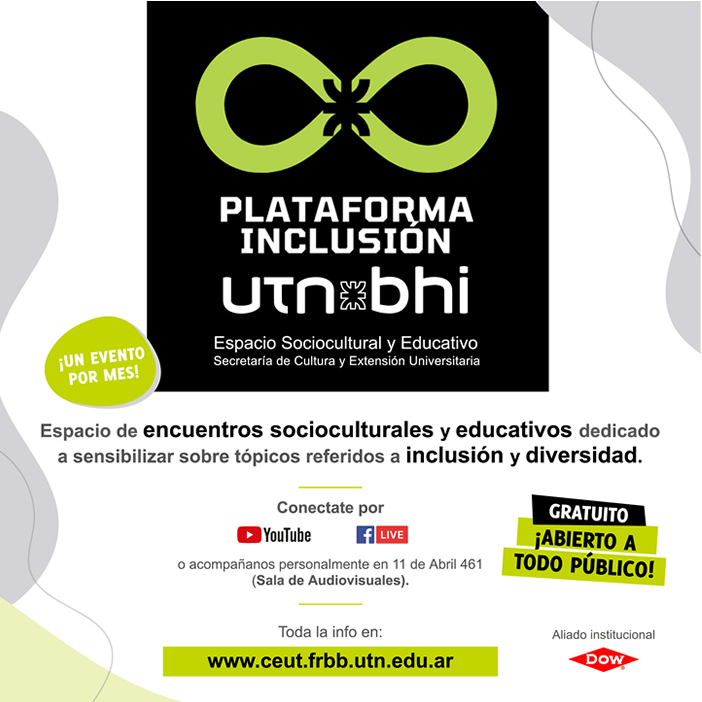 PLATAFORMA
INCLUSIÓN
utn bhi
Espacio Sociocultural y Educativo
Secretaría de Cultura y Extensión Universitaria
¡UN EVENTO
POR MES!
Espacio de encuentros socioculturales y educativos dedicado
a sensibilizar sobre tópicos referidos a inclusión y diversidad.
Conectate por
YouTube
f LIVE
o acompañanos personalmente en 11 de Abril 461
(Sala de Audiovisuales).
GRATUITO
¡ABIERTO A
TODO PÚBLICO!
Toda la info en:
www.ceut.frbb.utn.edu.ar
Aliado institucional
DOW